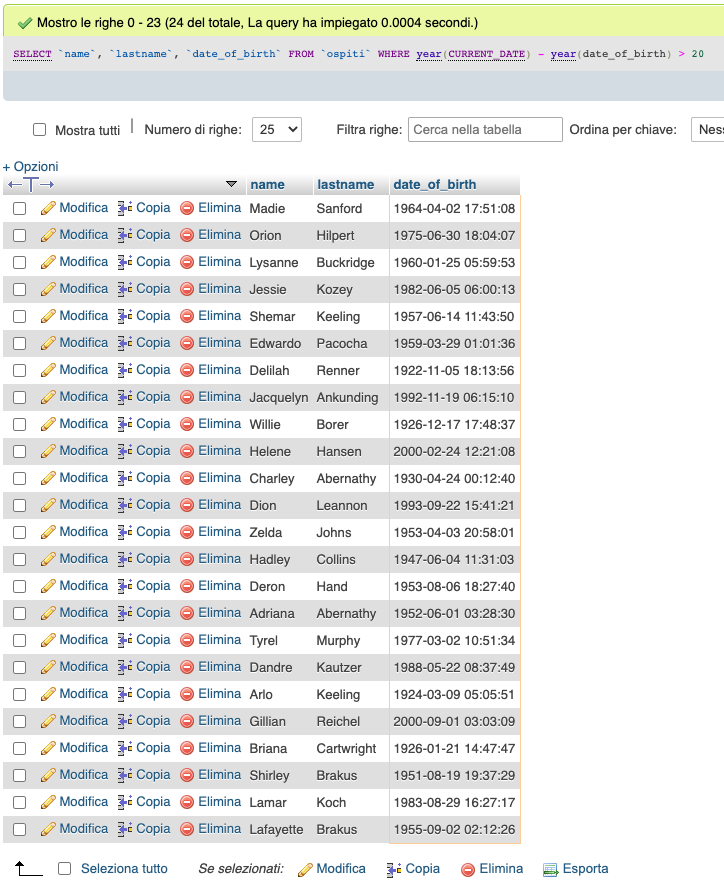 Mostro le righe 0 - 23 (24 del totale, La query ha impiegato 0.0004 secondi.)
SELECT `name`, `lastname`, `date_of_birth` FROM `ospiti` WHERE year(CURRENT_DATE) - year(date_of_birth) > 20
Mostra tutti | Numero di righe: 25 Filtra righe: Cerca nella tabella Ordina per chiave: Ness
+ Opzioni
←T→ name lastname date_of_birth
Modifica Copia Elimina Madie Sanford 1964-04-02 17:51:08
Modifica Copia Elimina Orion Hilpert 1975-06-30 18:04:07
Modifica Copia Elimina Lysanne Buckridge 1960-01-25 05:59:53
Modifica Copia Elimina Jessie Kozey 1982-06-05 06:00:13
Modifica Copia Elimina Shemar Keeling 1957-06-14 11:43:50
Modifica Copia Elimina Edwardo Pacocha 1959-03-29 01:01:36
Modifica Copia Elimina Delilah Renner 1922-11-05 18:13:56
Modifica Copia Elimina Jacquelyn Ankunding 1992-11-19 06:15:10
Modifica Copia Elimina Willie Borer 1926-12-17 17:48:37
Modifica Copia Elimina Helene Hansen 2000-02-24 12:21:08
Modifica Copia Elimina Charley Abernathy 1930-04-24 00:12:40
Modifica Copia Elimina Dion Leannon 1993-09-22 15:41:21
Modifica Copia Elimina Zelda Johns 1953-04-03 20:58:01
Modifica Copia Elimina Hadley Collins 1947-06-04 11:31:03
Modifica Copia Elimina Deron Hand 1953-08-06 18:27:40
Modifica Copia Elimina Adriana Abernathy 1952-06-01 03:28:30
Modifica Copia Elimina Tyrel Murphy 1977-03-02 10:51:34
Modifica Copia Elimina Dandre Kautzer 1988-05-22 08:37:49
Modifica Copia Elimina Arlo Keeling 1924-03-09 05:05:51
Modifica Copia Elimina Gillian Reichel 2000-09-01 03:03:09
Modifica Copia Elimina Briana Cartwright 1926-01-21 14:47:47
Modifica Copia Elimina Shirley Brakus 1951-08-19 19:37:29
Modifica Copia Elimina Lamar Koch 1983-08-29 16:27:17
Modifica Copia Elimina Lafayette Brakus 1955-09-02 02:12:26
Seleziona tutto Se selezionati: Modifica Copia Elimina Esporta